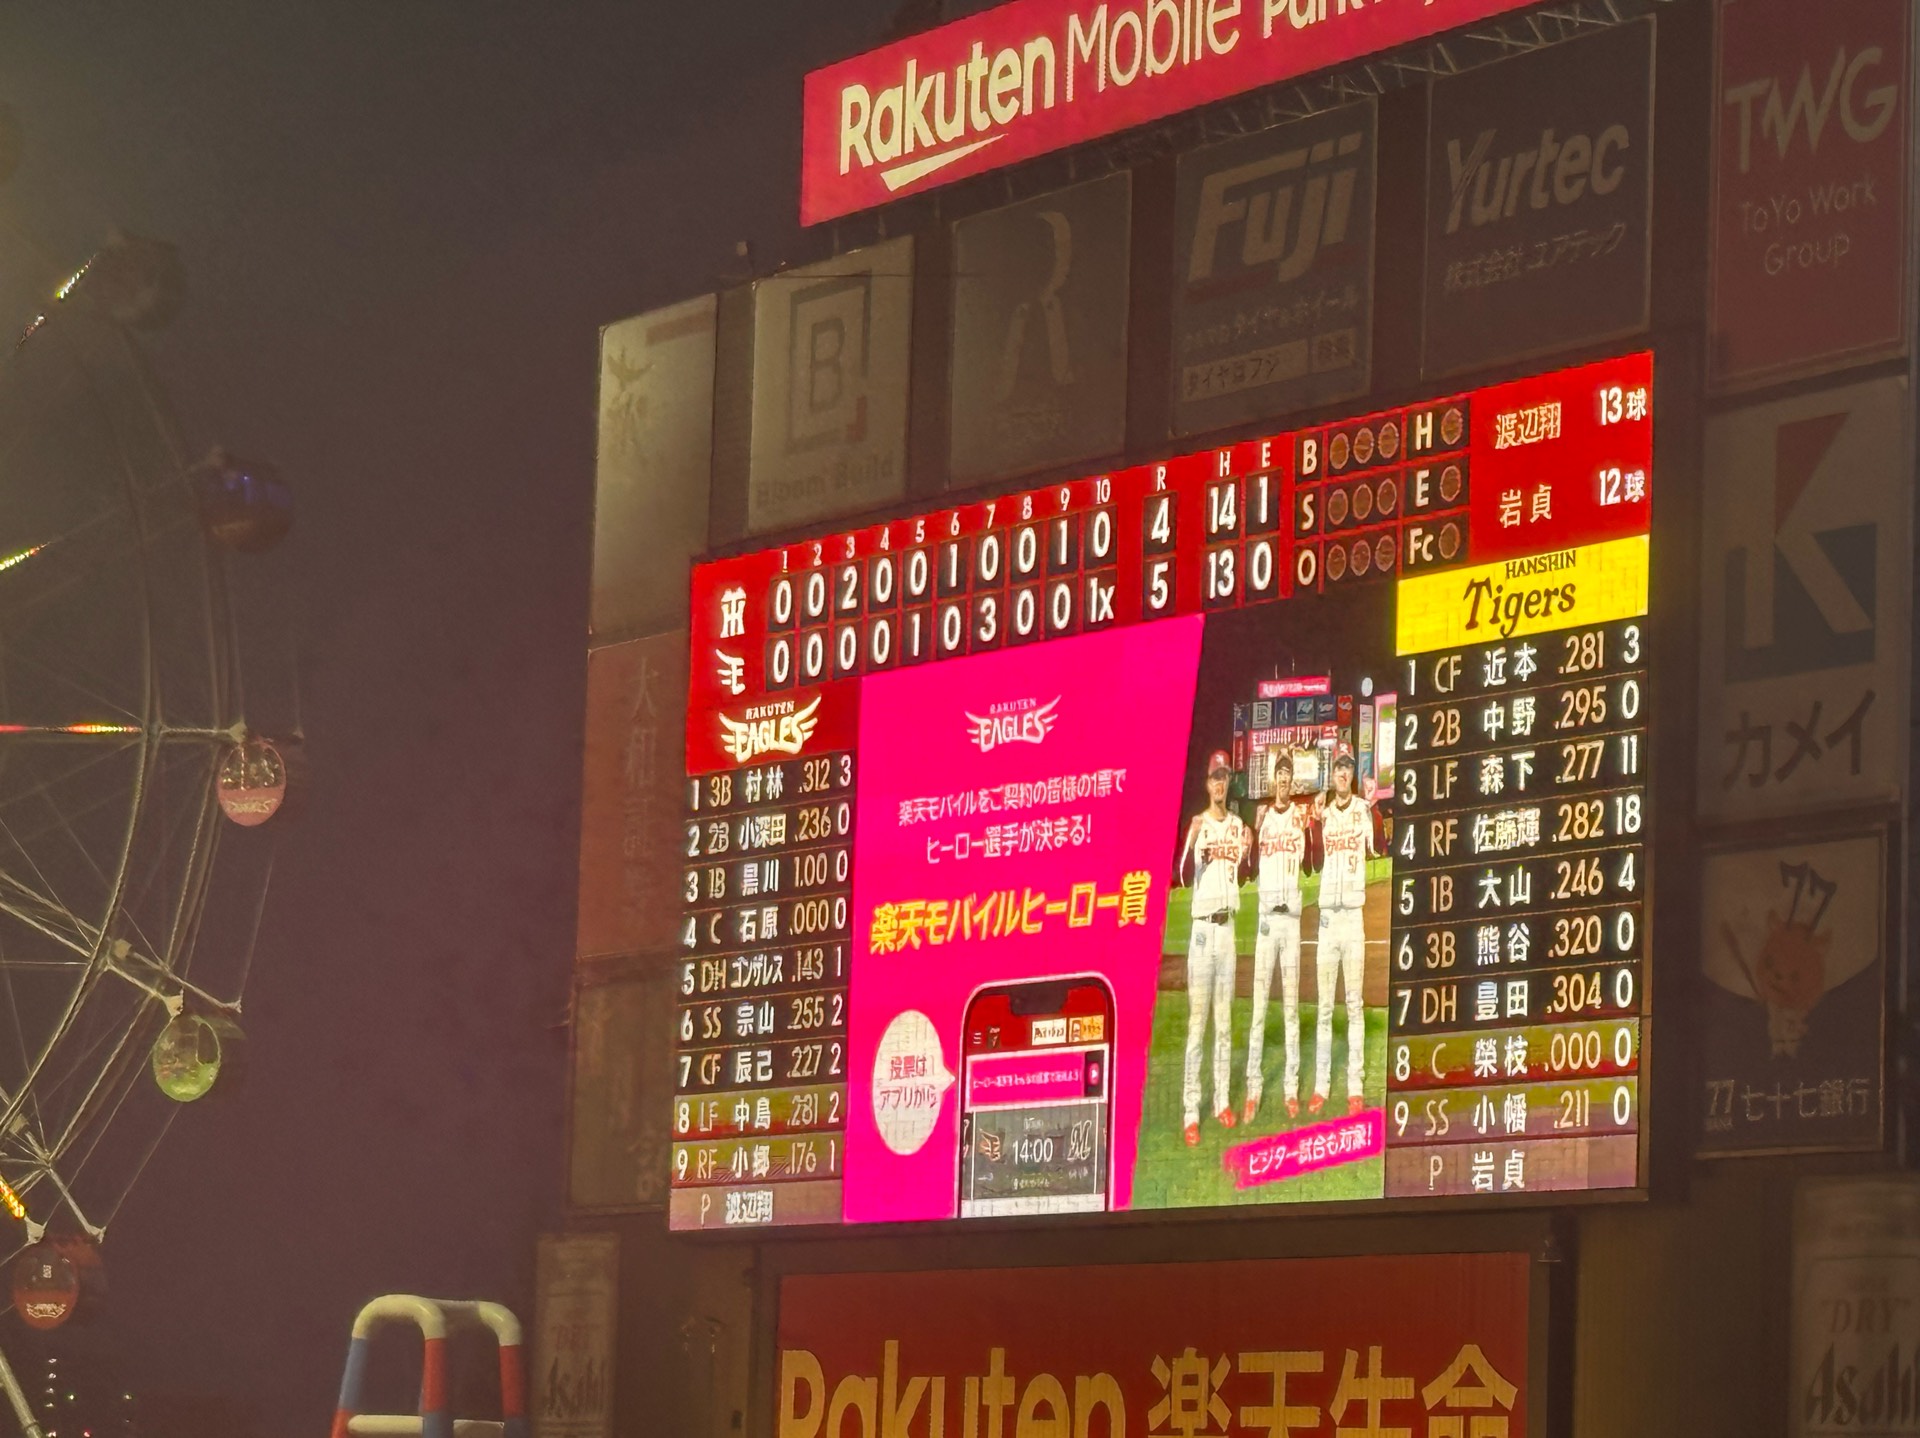 Rakuten Mobile Park
Bloom Build
Fuji
タイヤはフジ
Yurtec
株式会社 ユアテック
TWG
ToYo Work
Group
カメイ
77
77 七十七銀行
1 2 3 4 5 6 7 8 9 10 R H E
0 0 2 0 0 1 0 0 1 0 4 14 1
0 0 0 0 1 0 3 0 0 1x 5 13 0
B H
S E
O Fc
渡辺翔 13球
岩貞 12球
RAKUTEN
EAGLES
1 3B 村林 .312 3
2 2B 小深田 .236 0
3 1B 黒川 1.00 0
4 C 石原 .000 0
5 DH ゴンザレス .143 1
6 SS 宗山 .255 2
7 CF 辰己 .227 2
8 LF 中島 .281 2
9 RF 小郷 .176 1
P 渡辺翔
RAKUTEN
EAGLES
楽天モバイルをご契約の皆様の1票で
ヒーロー選手が決まる!
楽天モバイルヒーロー賞
投票は
アプリから
14:00
ビジター試合も対象!
HANSHIN
Tigers
1 CF 近本 .281 3
2 2B 中野 .295 0
3 LF 森下 .277 11
4 RF 佐藤輝 .282 18
5 1B 大山 .246 4
6 3B 熊谷 .320 0
7 DH 豊田 .304 0
8 C 榮枝 .000 0
9 SS 小幡 .211 0
P 岩貞
Rakuten 楽天生命
DRY
Asahi